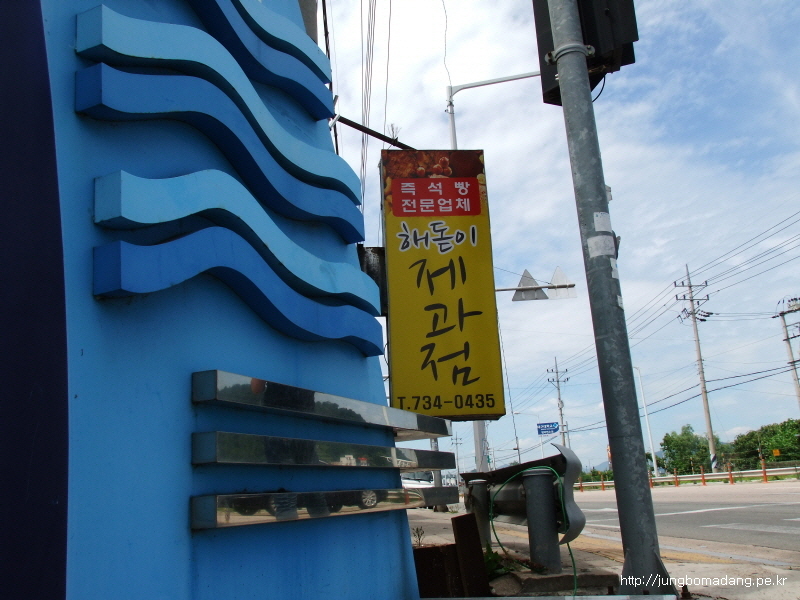 즉석빵
전문업체
해돋이
제과점
T.734-0435
http://jungbomadang.pe.kr